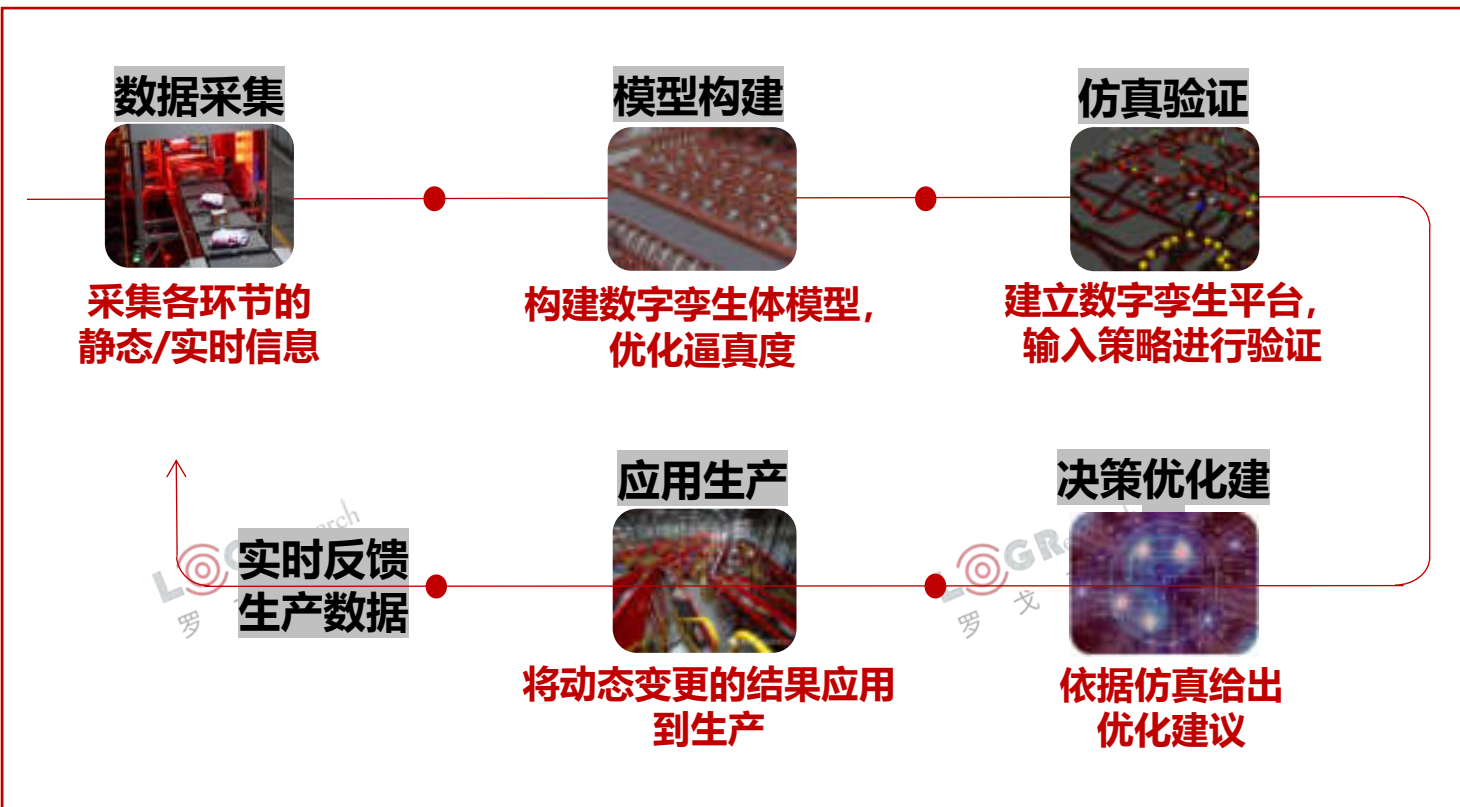 数据采集
模型构建
仿真验证
采集各环节的
静态/实时信息
构建数字孪生体模型，
优化逼真度
建立数字孪生平台，
输入策略进行验证
实时反馈
生产数据
应用生产
决策优化建
将动态变更的结果应用
到生产
依据仿真给出
优化建议
罗
罗 戈